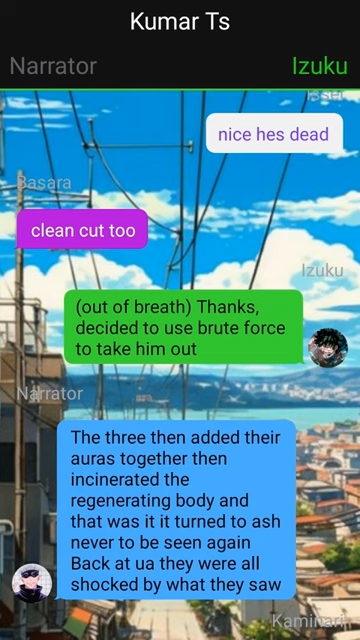 Kumar Ts
Narrator
Izuku
Issei
nice hes dead
Basara
clean cut too
Izuku
(out of breath) Thanks,
decided to use brute force
to take him out
Narrator
The three then added their
auras together then
incinerated the
regenerating body and
that was it it turned to ash
never to be seen again
Back at ua they were all
shocked by what they saw
Kaminari